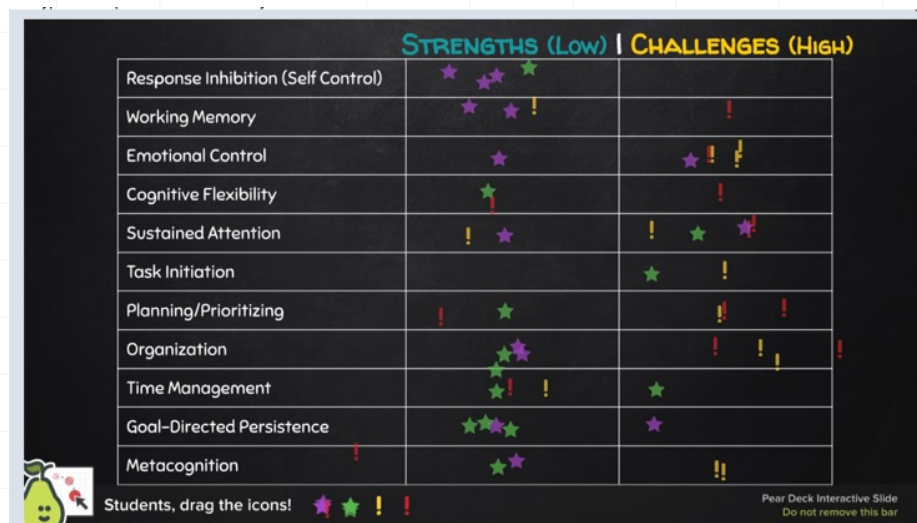 STRENGTHS (LOW) | CHALLENGES (HIGH)
Response Inhibition (Self Control)
Working Memory
Emotional Control
Cognitive Flexibility
Sustained Attention
Task Initiation
Planning/Prioritizing
Organization
Time Management
Goal-Directed Persistence
Metacognition
Students, drag the icons!
Pear Deck Interactive Slide
Do not remove this bar